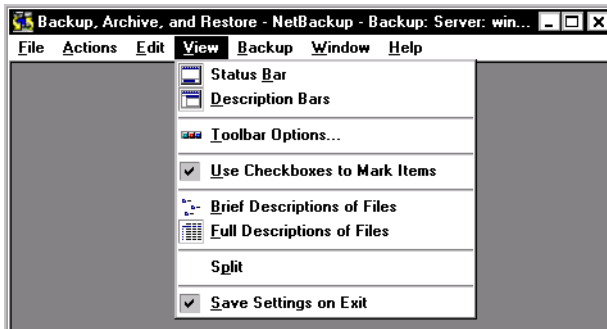 Backup, Archive, and Restore - NetBackup - Backup: Server: win...
File Actions Edit View Backup Window Help
Status Bar
Description Bars
Toolbar Options...
Use Checkboxes to Mark Items
Brief Descriptions of Files
Full Descriptions of Files
Split
Save Settings on Exit